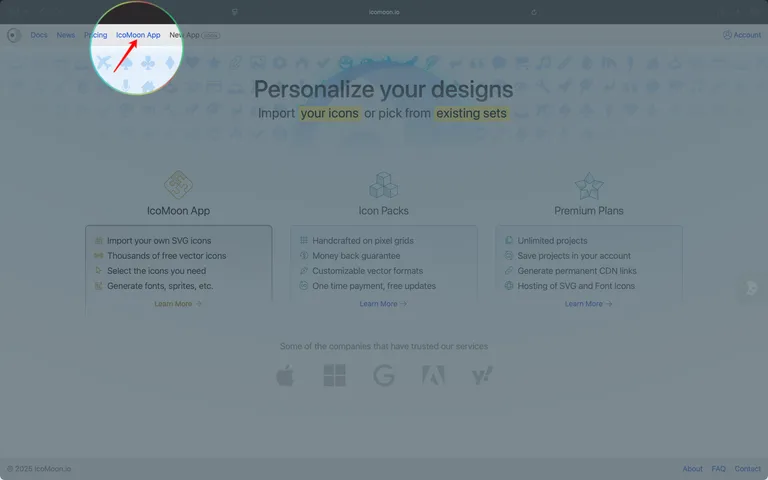 icomoon.io
Docs News Pricing IcoMoon App New App
Account
Personalize your designs
Import your icons or pick from existing sets
IcoMoon App
Import your own SVG icons
Thousands of free vector icons
Select the icons you need
Generate fonts, sprites, etc.
Learn More →
Icon Packs
Handcrafted on pixel grids
Money back guarantee
Customizable vector formats
One time payment, free updates
Learn More →
Premium Plans
Unlimited projects
Save projects in your account
Generate permanent CDN links
Hosting of SVG and Font Icons
Learn More →
Some of the companies that have trusted our services
© 2025 IcoMoon.io
About FAQ Contact